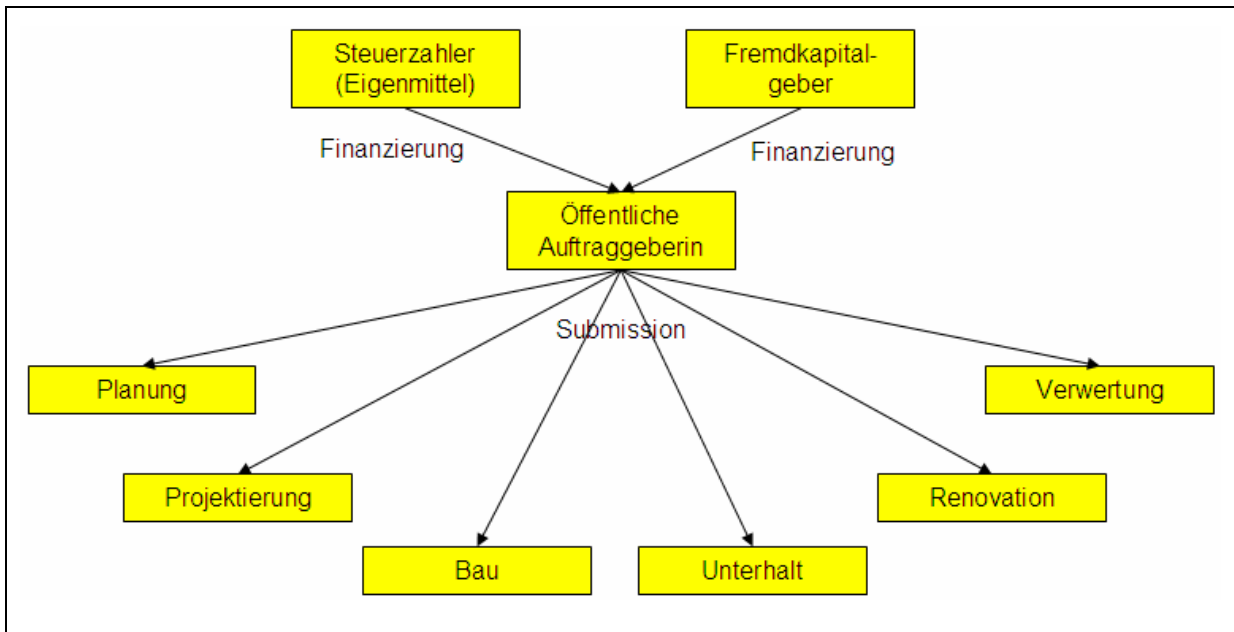 Steuerzahler
(Eigenmittel)
Fremdkapital-
geber
Finanzierung
Finanzierung
Öffentliche
Auftraggeberin
Submission
Planung
Verwertung
Projektierung
Renovation
Bau
Unterhalt